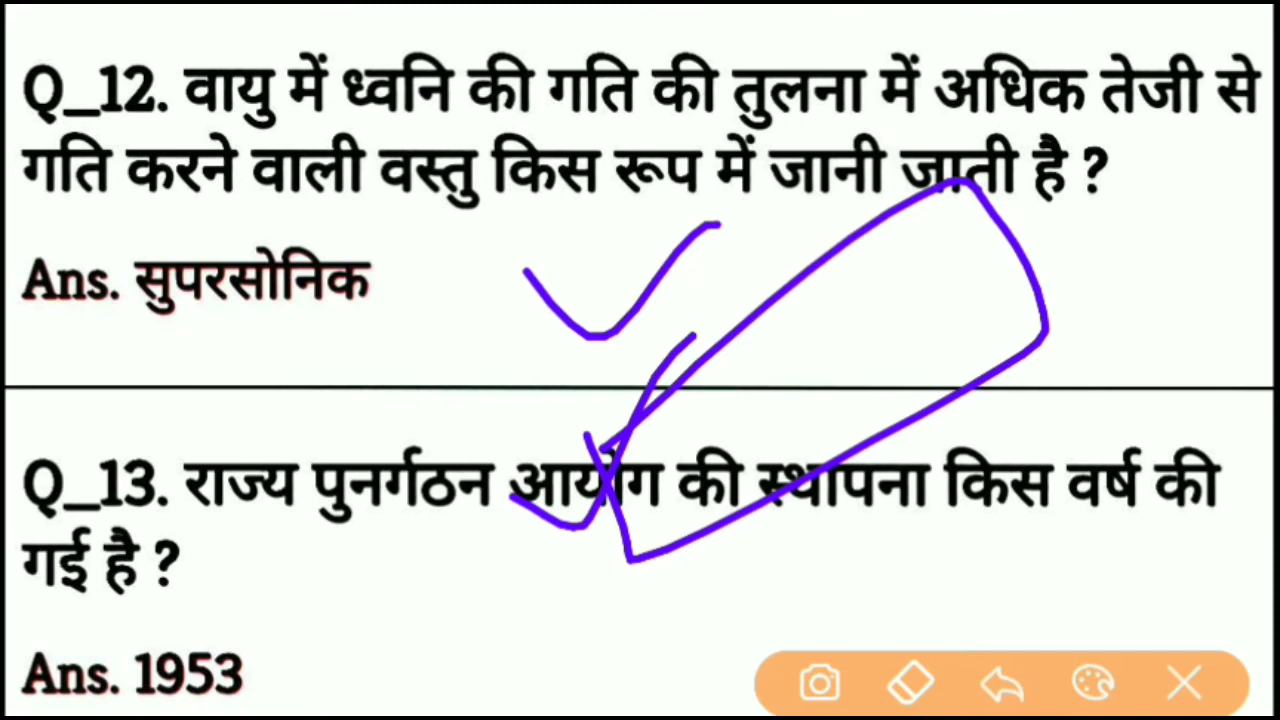 Q_12. वायु में ध्वनि की गति की तुलना में अधिक तेजी से
गति करने वाली वस्तु किस रूप में जानी जाती है ?
Ans. सुपरसोनिक
Q_13. राज्य पुनर्गठन आयोग की स्थापना किस वर्ष की
गई है ?
Ans. 1953